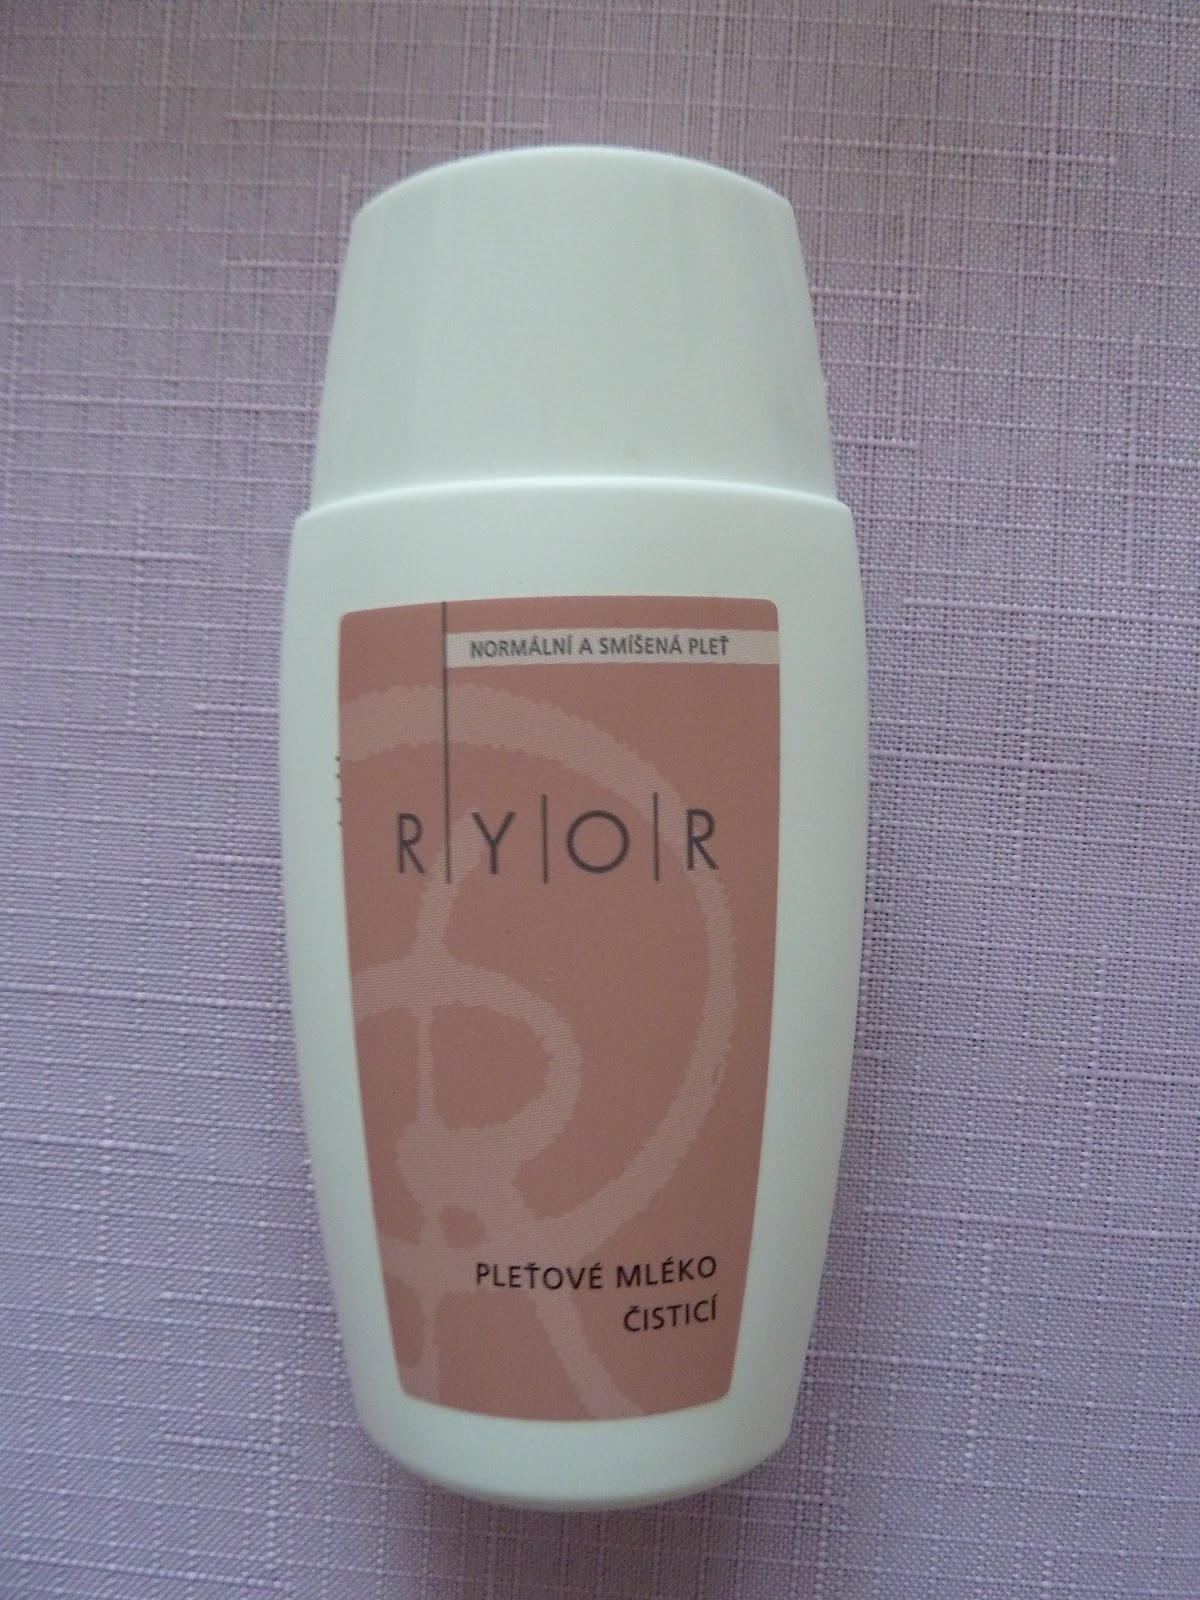 NORMÁLNÍ A SMÍŠENÁ PLEŤ
R|Y|O|R
PLEŤOVÉ MLÉKO
ČISTICÍ